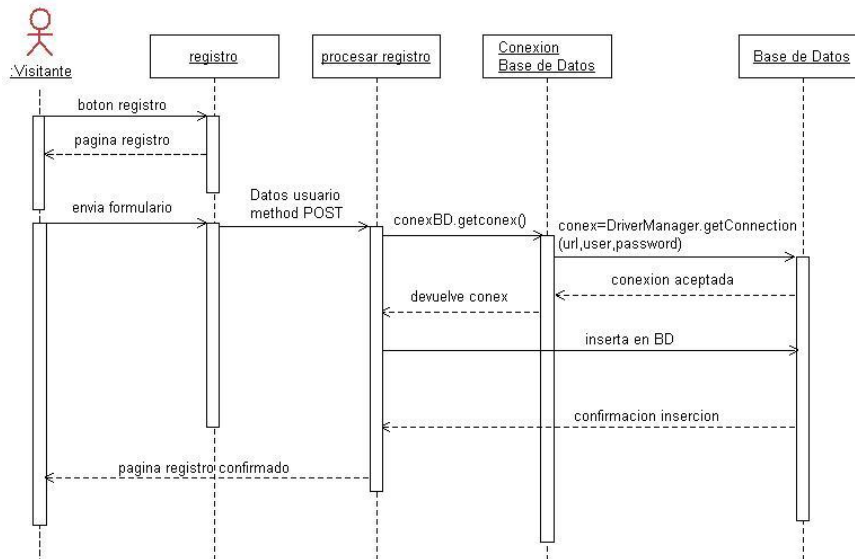 :Visitante
registro
procesar registro
Conexion
Base de Datos
Base de Datos
boton registro
pagina registro
envia formulario
Datos usuario
method POST
conexBD.getconex()
conex=DriverManager.getConnection
(url,user,password)
conexion aceptada
devuelve conex
inserta en BD
confirmacion insercion
pagina registro confirmado